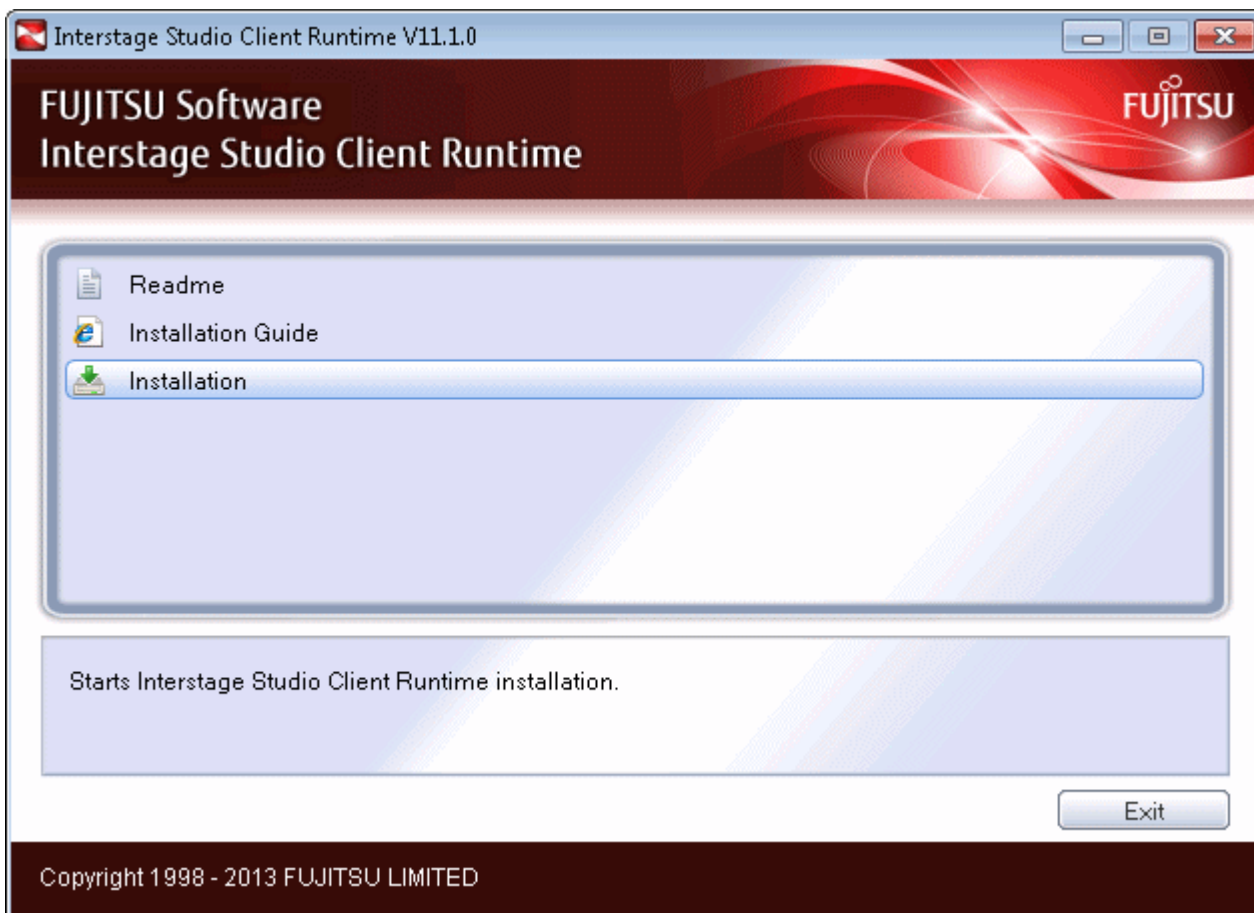 Interstage Studio Client Runtime V11.1.0
FUJITSU Software
Interstage Studio Client Runtime
FUJITSU
Readme
Installation Guide
Installation
Starts Interstage Studio Client Runtime installation.
Exit
Copyright 1998 - 2013 FUJITSU LIMITED